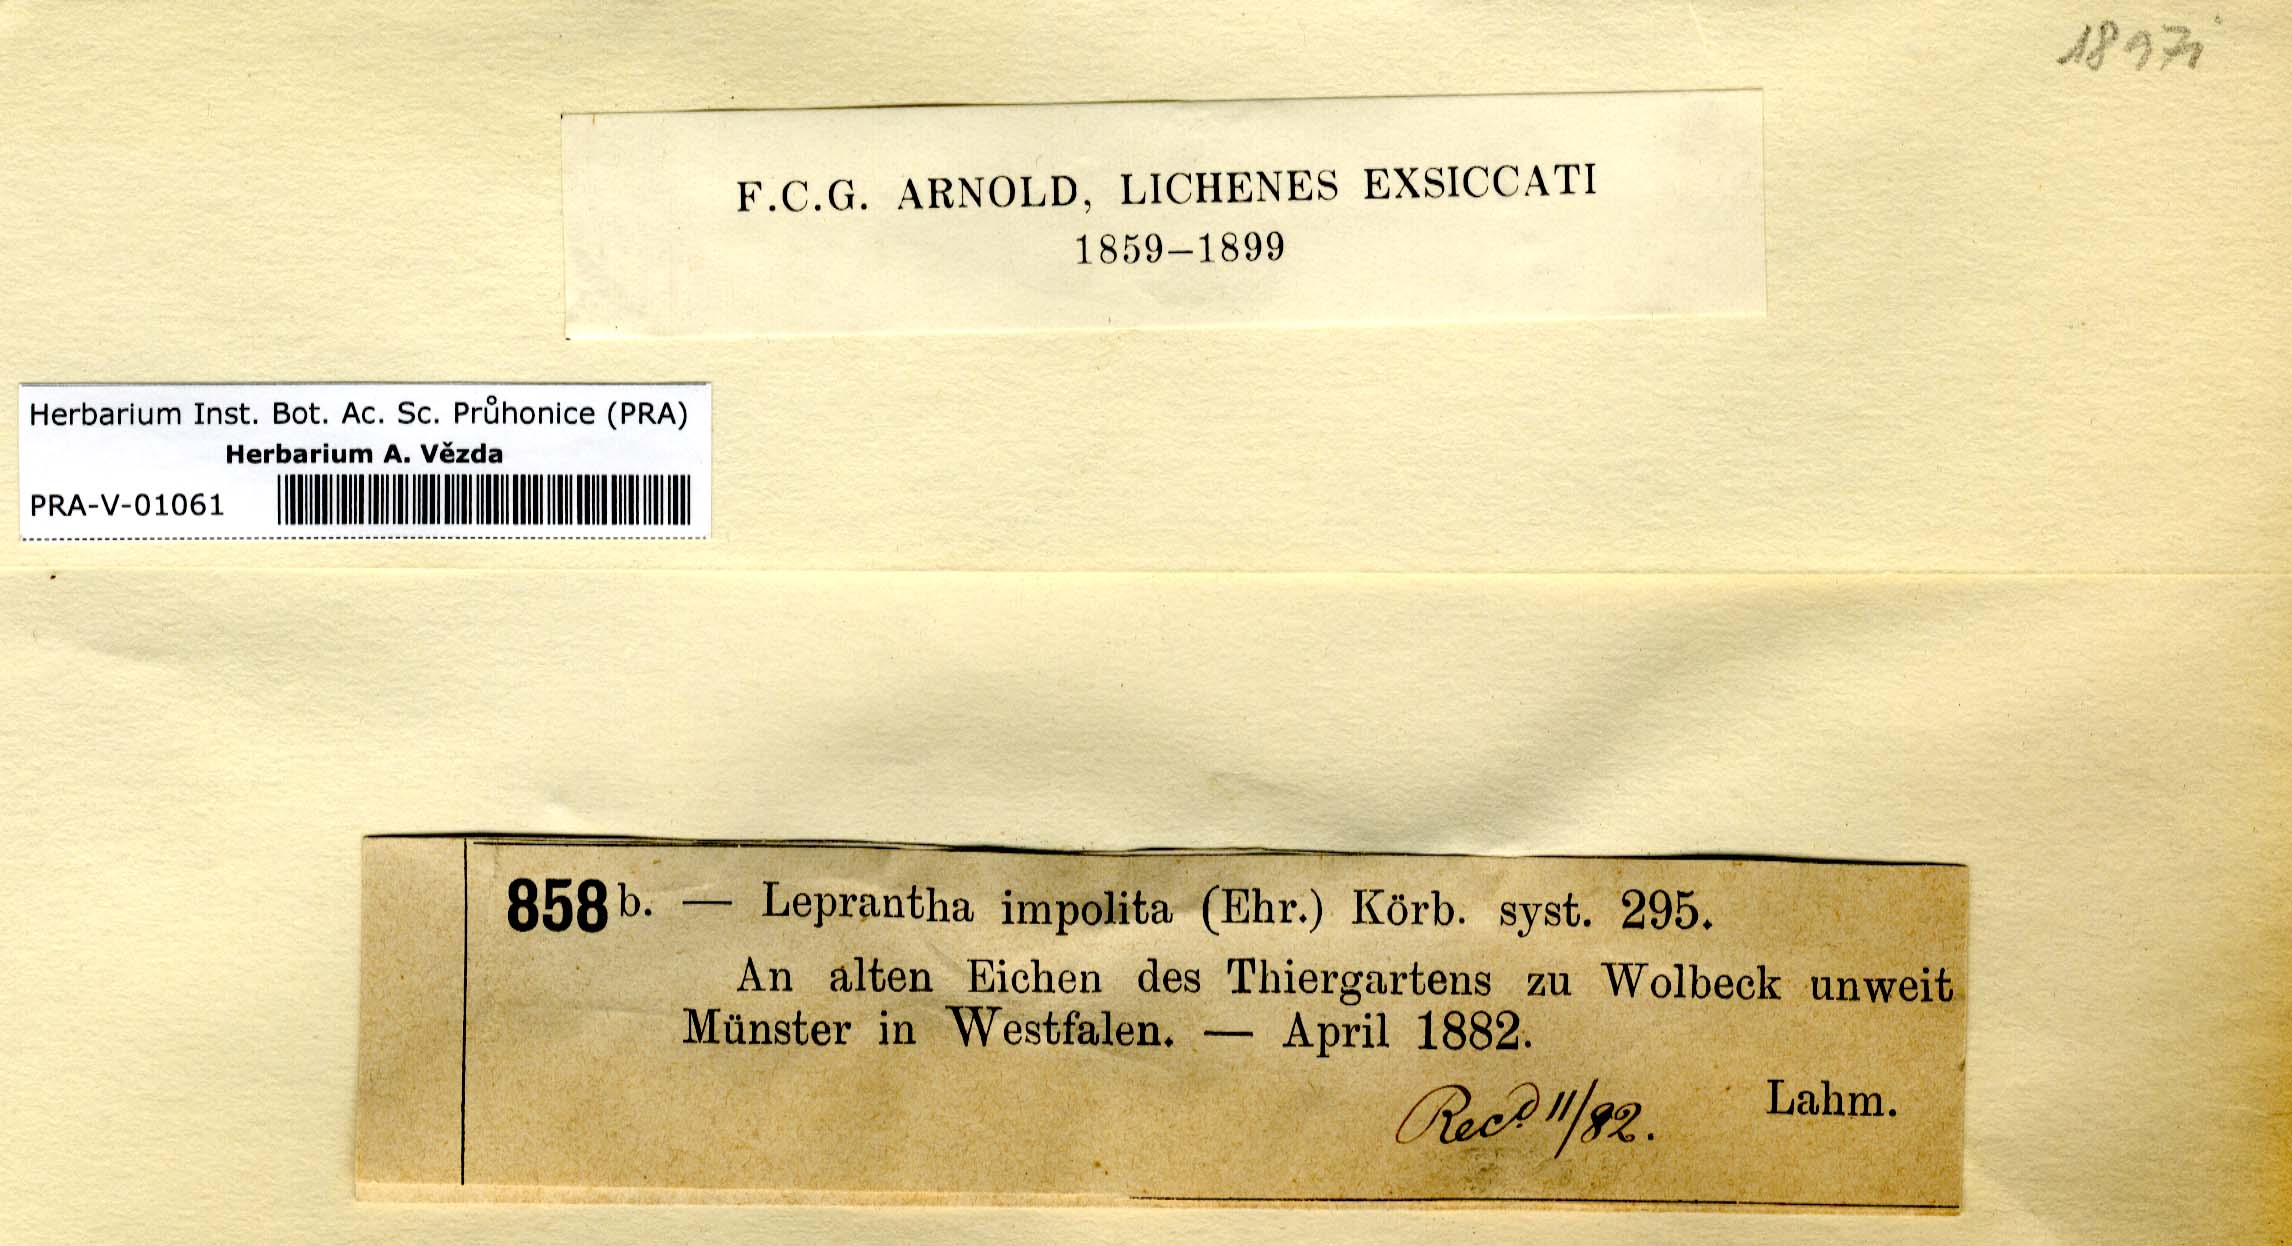 F.C.G. ARNOLD, LICHENES EXSICCATI
1859–1899
Herbarium Inst. Bot. Ac. Sc. Průhonice (PRA)
Herbarium A. Vězda
PRA-V-01061
858 b. — Leprantha impolita (Ehr.) Körb. syst. 295.
An alten Eichen des Thiergartens zu Wolbeck unweit
Münster in Westfalen. — April 1882.
Lahm.
Recd. 11/82.